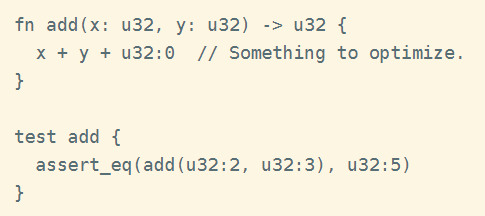 fn add(x: u32, y: u32) -> u32 {
  x + y + u32:0  // Something to optimize.
}

test add {
  assert_eq(add(u32:2, u32:3), u32:5)
}